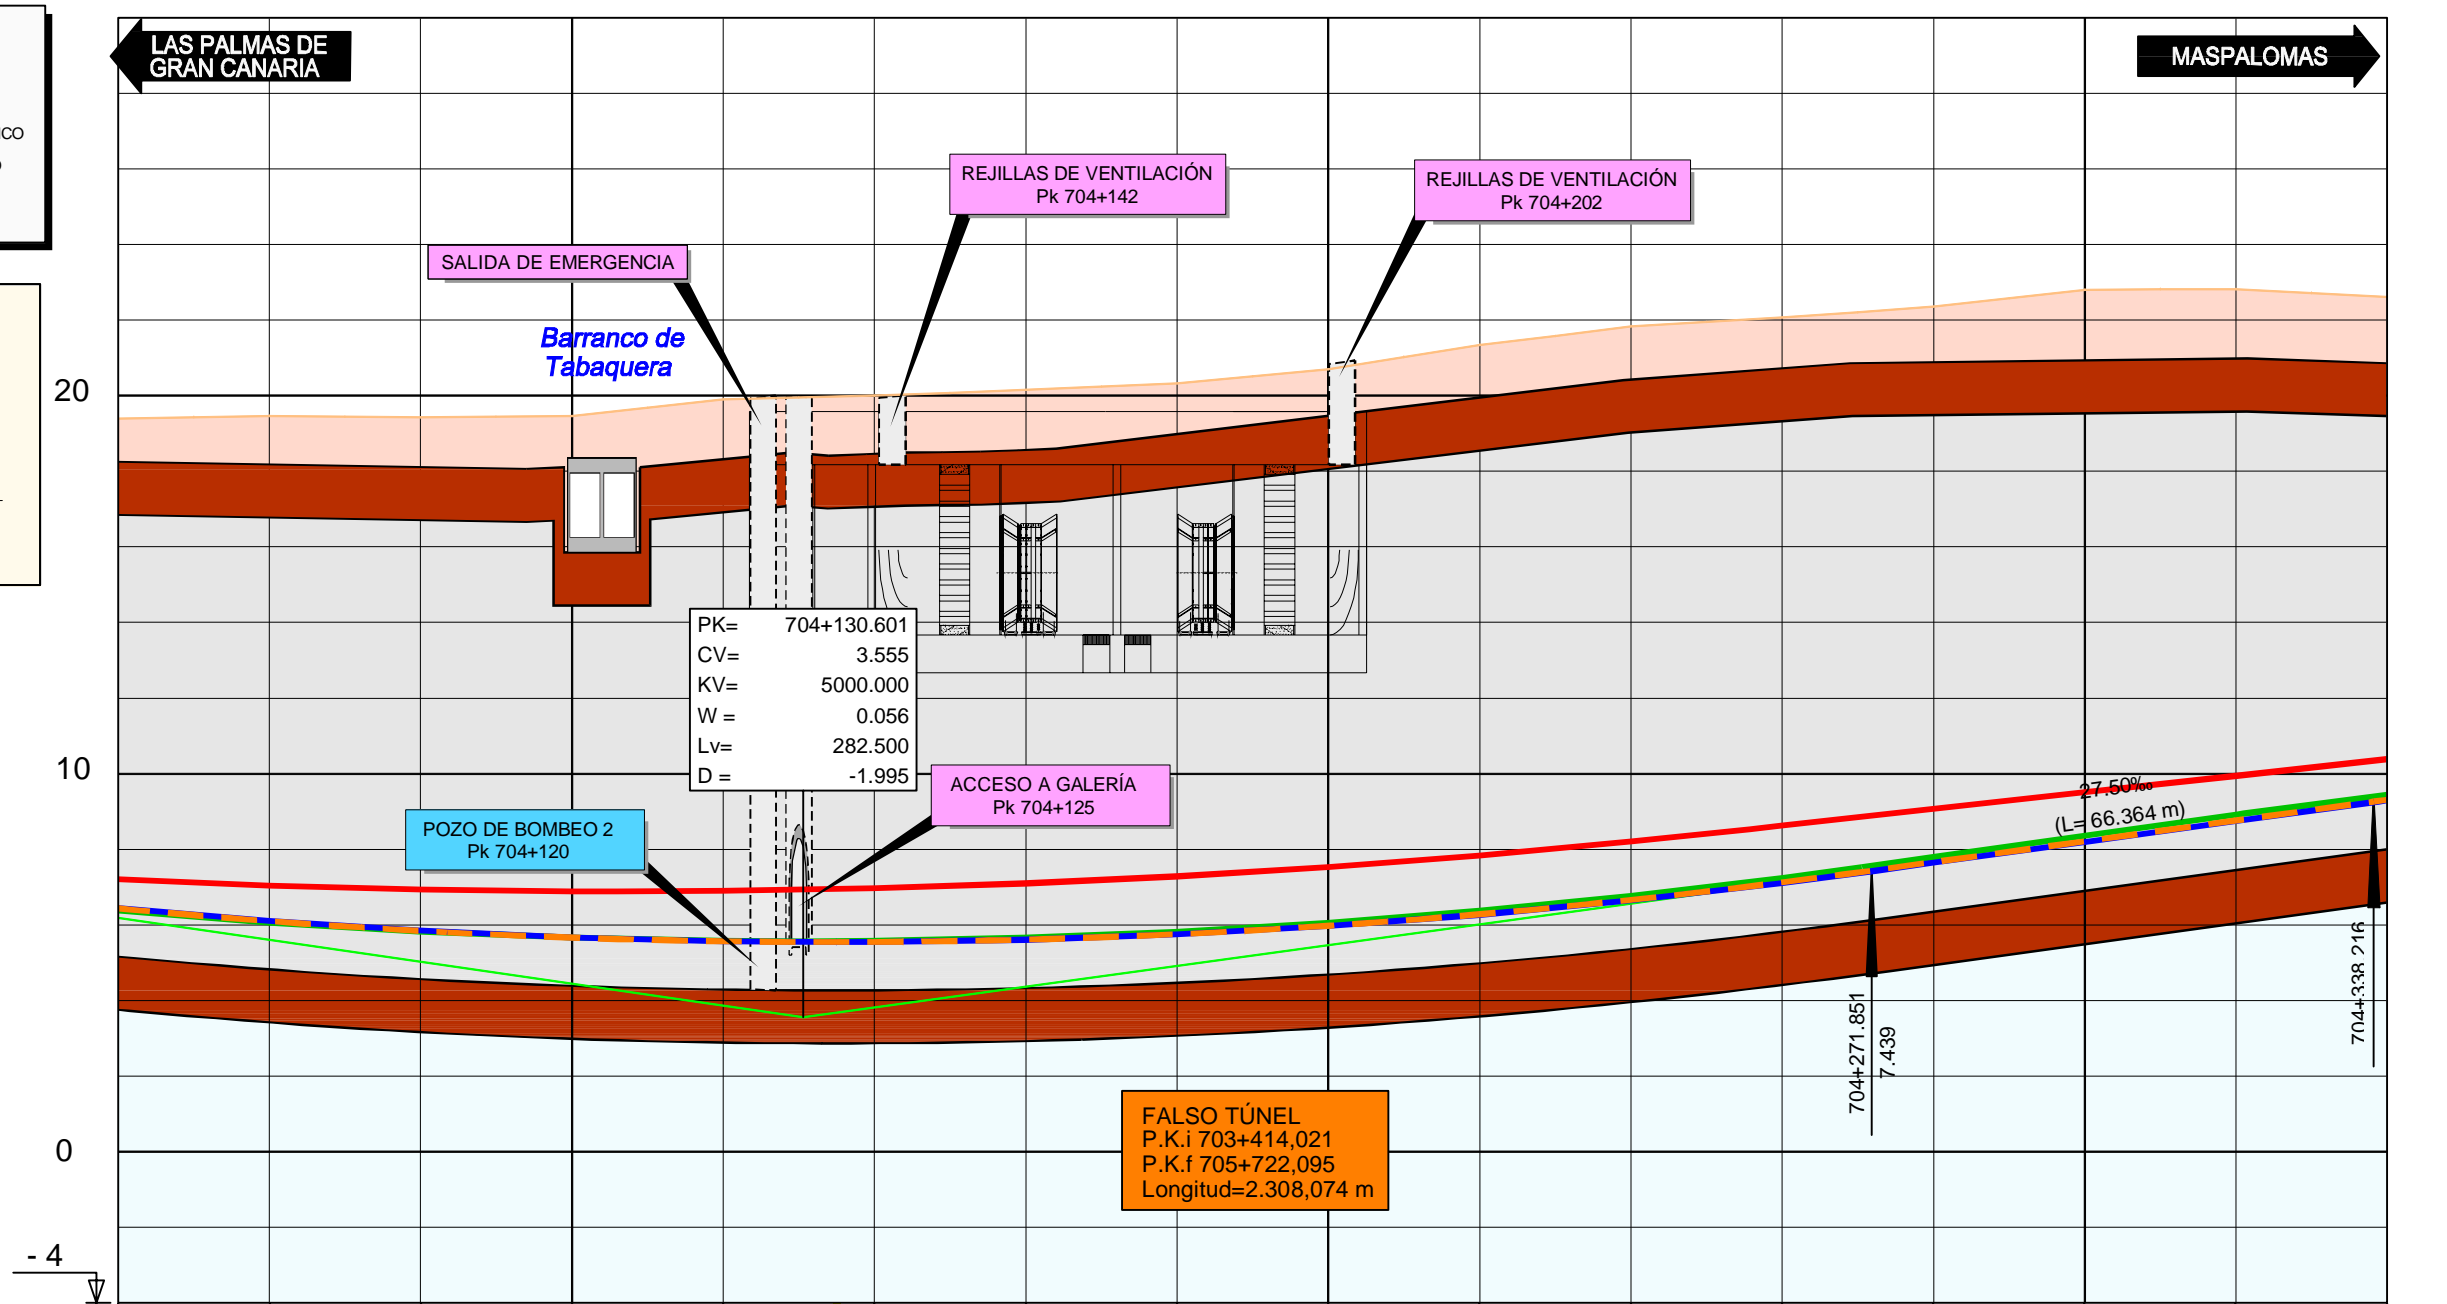 LAS PALMAS DE
GRAN CANARIA
MASPALOMAS
REJILLAS DE VENTILACIÓN
Pk 704+142
REJILLAS DE VENTILACIÓN
Pk 704+202
SALIDA DE EMERGENCIA
Barranco de
Tabaquera
20
PK= 704+130.601
CV= 3.555
KV= 5000.000
W = 0.056
Lv= 282.500
D = -1.995
10
ACCESO A GALERÍA
Pk 704+125
POZO DE BOMBEO 2
Pk 704+120
27.50‰
(L= 66.364 m)
704+271.851
7.439
704+338.216
FALSO TÚNEL
P.K.i 703+414,021
P.K.f 705+722,095
Longitud=2.308,074 m
0
- 4